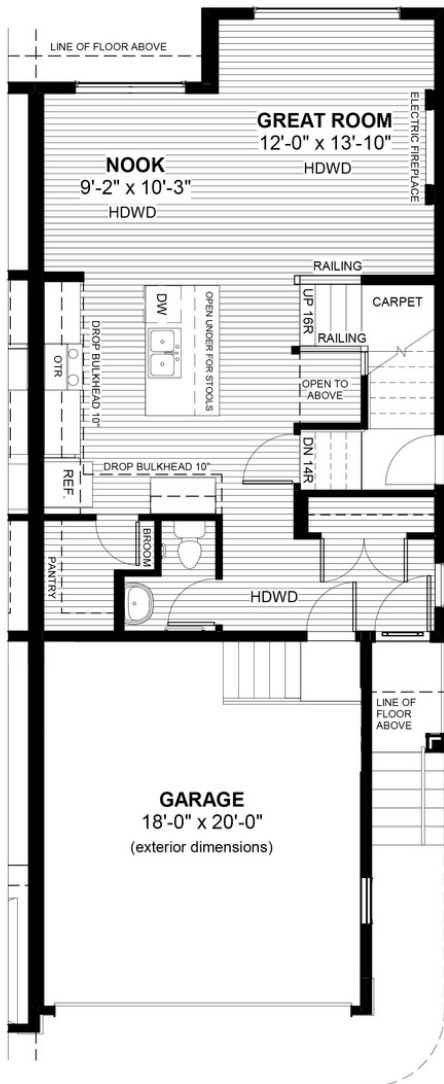 LINE OF FLOOR ABOVE
GREAT ROOM
12'-0" x 13'-10"
HDWD
ELECTRIC FIREPLACE
NOOK
9'-2" x 10'-3"
HDWD
RAILING
UP 16R
CARPET
RAILING
DW
OPEN UNDER FOR STOOLS
DROP BULKHEAD 10"
OTR
OPEN TO
ABOVE
DN 14R
DROP BULKHEAD 10"
REF.
BROOM
PANTRY
HDWD
LINE OF
FLOOR
ABOVE
GARAGE
18'-0" x 20'-0"
(exterior dimensions)